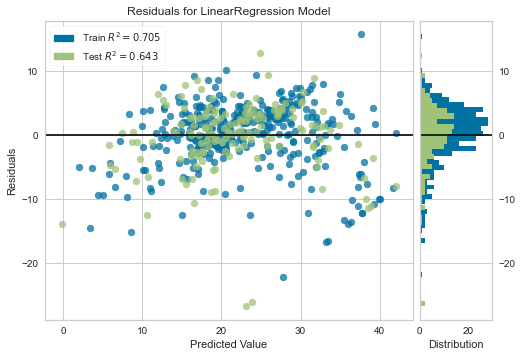 Residuals for LinearRegression Model
Train R² = 0.705
Test R² = 0.643
10
0
−10
−20
Residuals
0
10
20
30
40
Predicted Value
10
0
−10
−20
0
20
Distribution